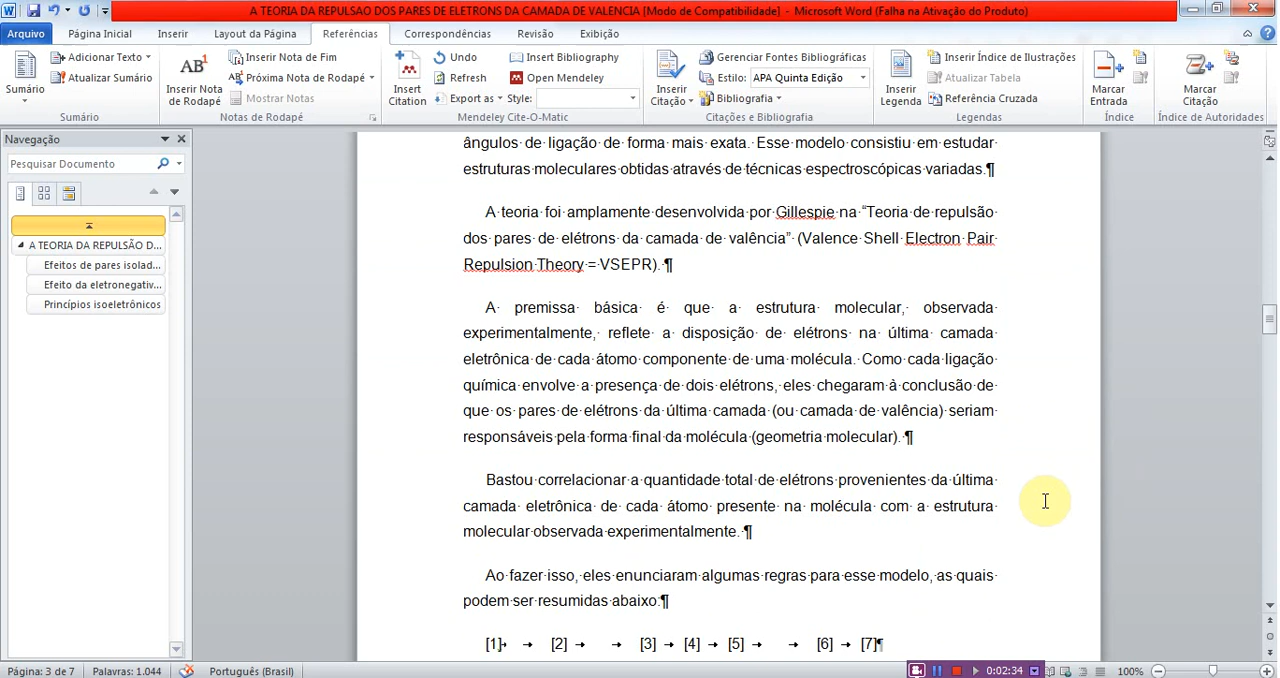 A TEORIA DA REPULSAO DOS PARES DE ELETRONS DA CAMADA DE VALENCIA [Modo de Compatibilidade] - Microsoft Word (Falha na Ativação do Produto)
Arquivo Página Inicial Inserir Layout da Página Referências Correspondências Revisão Exibição
Adicionar Texto Inserir Nota de Fim Undo Insert Bibliography Gerenciar Fontes Bibliográficas Inserir Índice de Ilustrações
Atualizar Sumário Próxima Nota de Rodapé Refresh Open Mendeley Estilo: APA Quinta Edição Atualizar Tabela
Mostrar Notas Export as Style: Bibliografia Referência Cruzada
Sumário
AB1
Inserir Nota de Rodapé
Insert Citation
Inserir Citação
Inserir Legenda
Marcar Entrada
Marcar Citação
Sumário Notas de Rodapé Mendeley Cite-O-Matic Citações e Bibliografia Legendas Índice Índice de Autoridades
Navegação
Pesquisar Documento
A TEORIA DA REPULSÃO D...
Efeitos de pares isolad...
Efeito da eletronegativ...
Princípios isoeletrônicos
ângulos de ligação de forma mais exata. Esse modelo consistiu em estudar
estruturas moleculares obtidas através de técnicas espectroscópicas variadas.¶
A teoria foi amplamente desenvolvida por Gillespie na “Teoria de repulsão
dos pares de elétrons da camada de valência” (Valence Shell Electron Pair
Repulsion Theory = VSEPR). ¶
A premissa básica é que a estrutura molecular, observada
experimentalmente, reflete a disposição de elétrons na última camada
eletrônica de cada átomo componente de uma molécula. Como cada ligação
química envolve a presença de dois elétrons, eles chegaram à conclusão de
que os pares de elétrons da última camada (ou camada de valência) seriam
responsáveis pela forma final da molécula (geometria molecular). ¶
Bastou correlacionar a quantidade total de elétrons provenientes da última
camada eletrônica de cada átomo presente na molécula com a estrutura
molecular observada experimentalmente. ¶
Ao fazer isso, eles enunciaram algumas regras para esse modelo, as quais
podem ser resumidas abaixo:¶
[1]→ → [2] → → [3] → [4] → [5] → → [6] → [7]¶
Página: 3 de 7 Palavras: 1.044 Português (Brasil) 0:02:34 100%